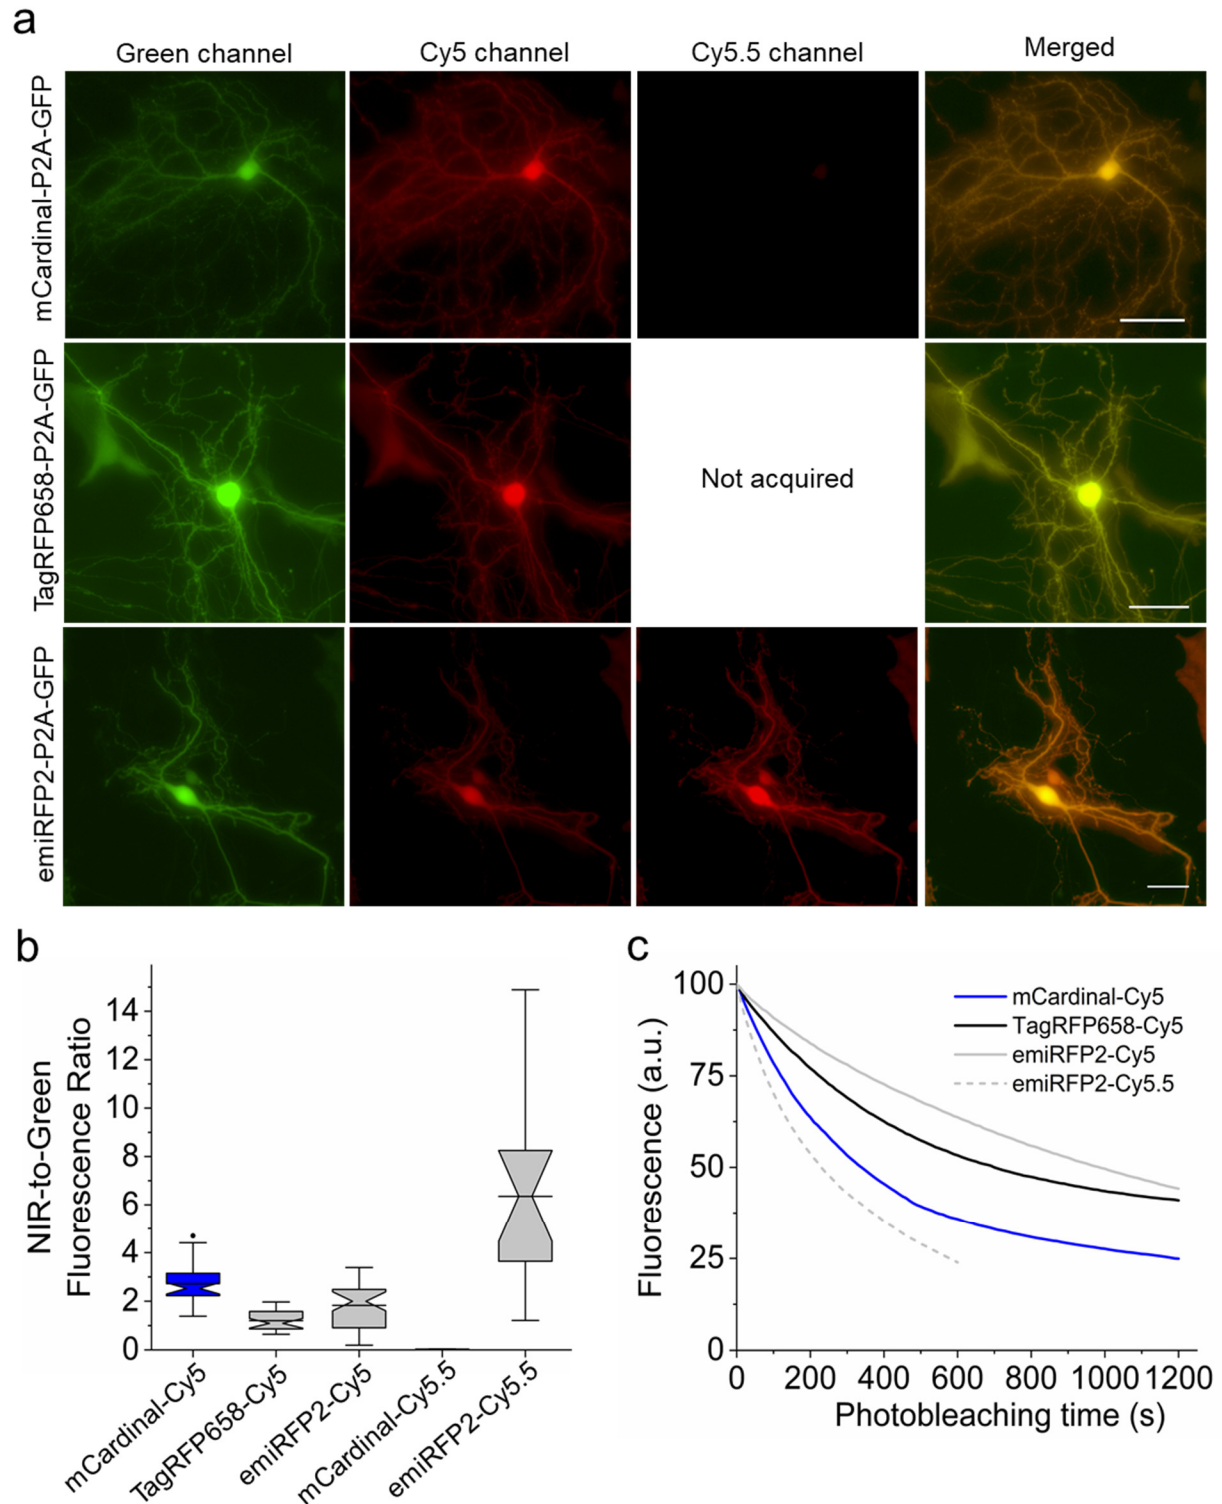 a
Green channel
Cy5 channel
Cy5.5 channel
Merged
mCardinal-P2A-GFP
TagRFP658-P2A-GFP
Not acquired
emiRFP2-P2A-GFP
b
NIR-to-Green
Fluorescence Ratio
14
12
10
8
6
4
2
0
mCardinal-Cy5
TagRFP658-Cy5
emiRFP2-Cy5
mCardinal-Cy5.5
emiRFP2-Cy5.5
c
Fluorescence (a.u.)
100
75
50
25
0
mCardinal-Cy5
TagRFP658-Cy5
emiRFP2-Cy5
emiRFP2-Cy5.5
0 200 400 600 800 1000 1200
Photobleaching time (s)